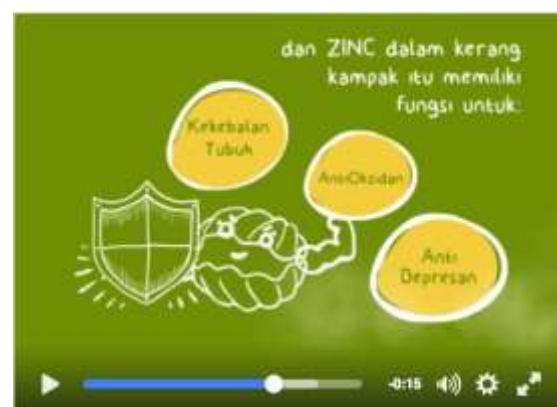 dan ZINC dalam kerang
kampak itu memiliki
fungsi untuk:
Kekebalan
Tubuh
AntiOksidan
Anti
Depresan
-0:15